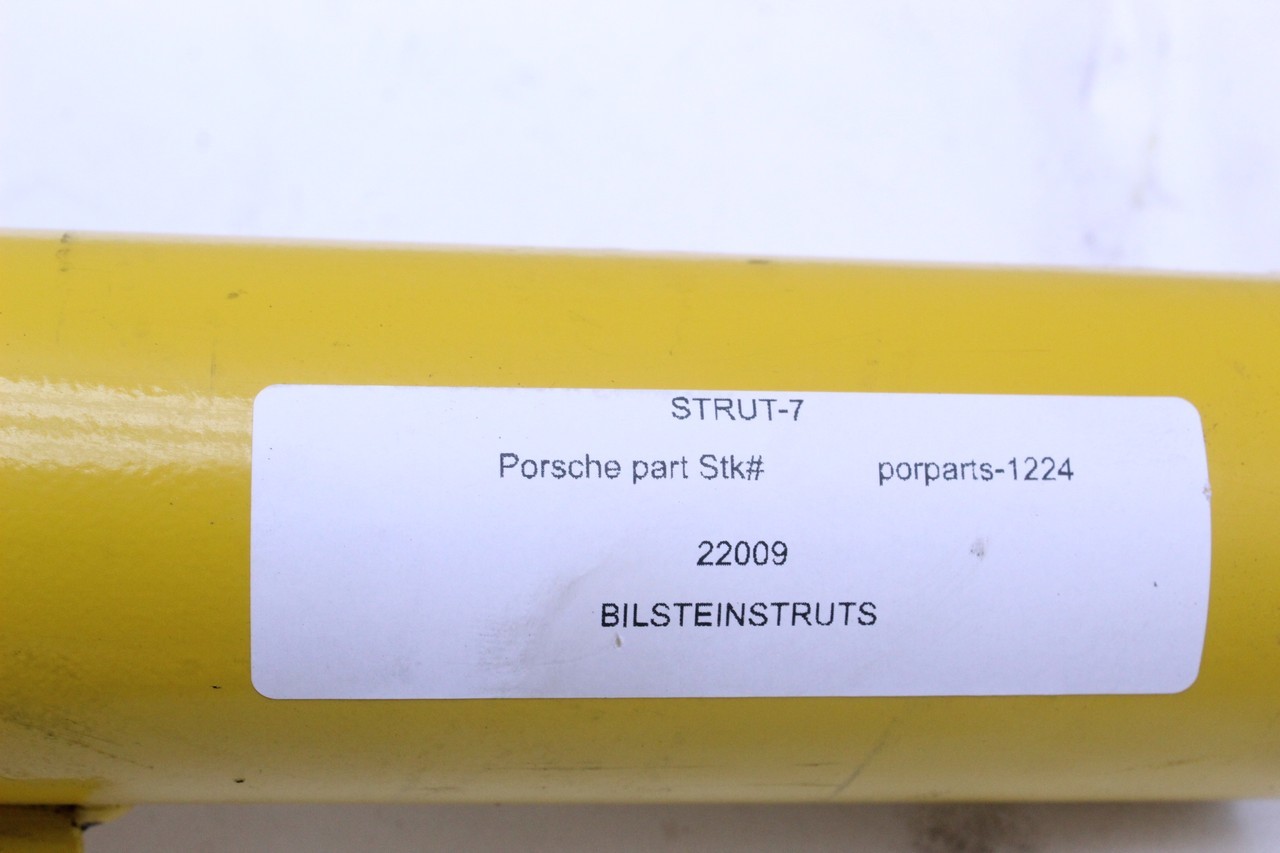 STRUT-7
Porsche part Stk# porparts-1224
22009
BILSTEINSTRUTS